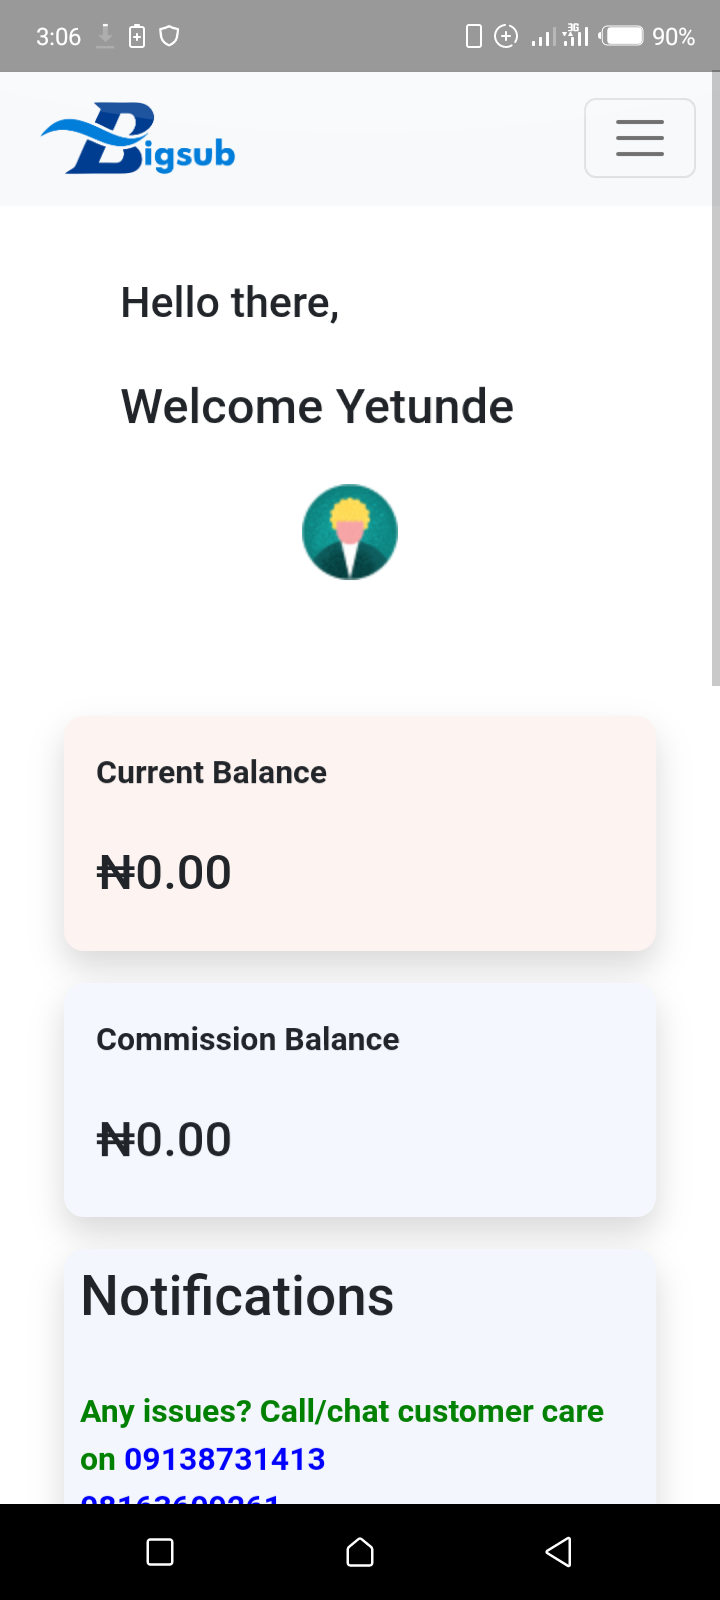 3:06
3G
90%
Bigsub
Hello there,
Welcome Yetunde
Current Balance
₦0.00
Commission Balance
₦0.00
Notifications
Any issues? Call/chat customer care
on 09138731413